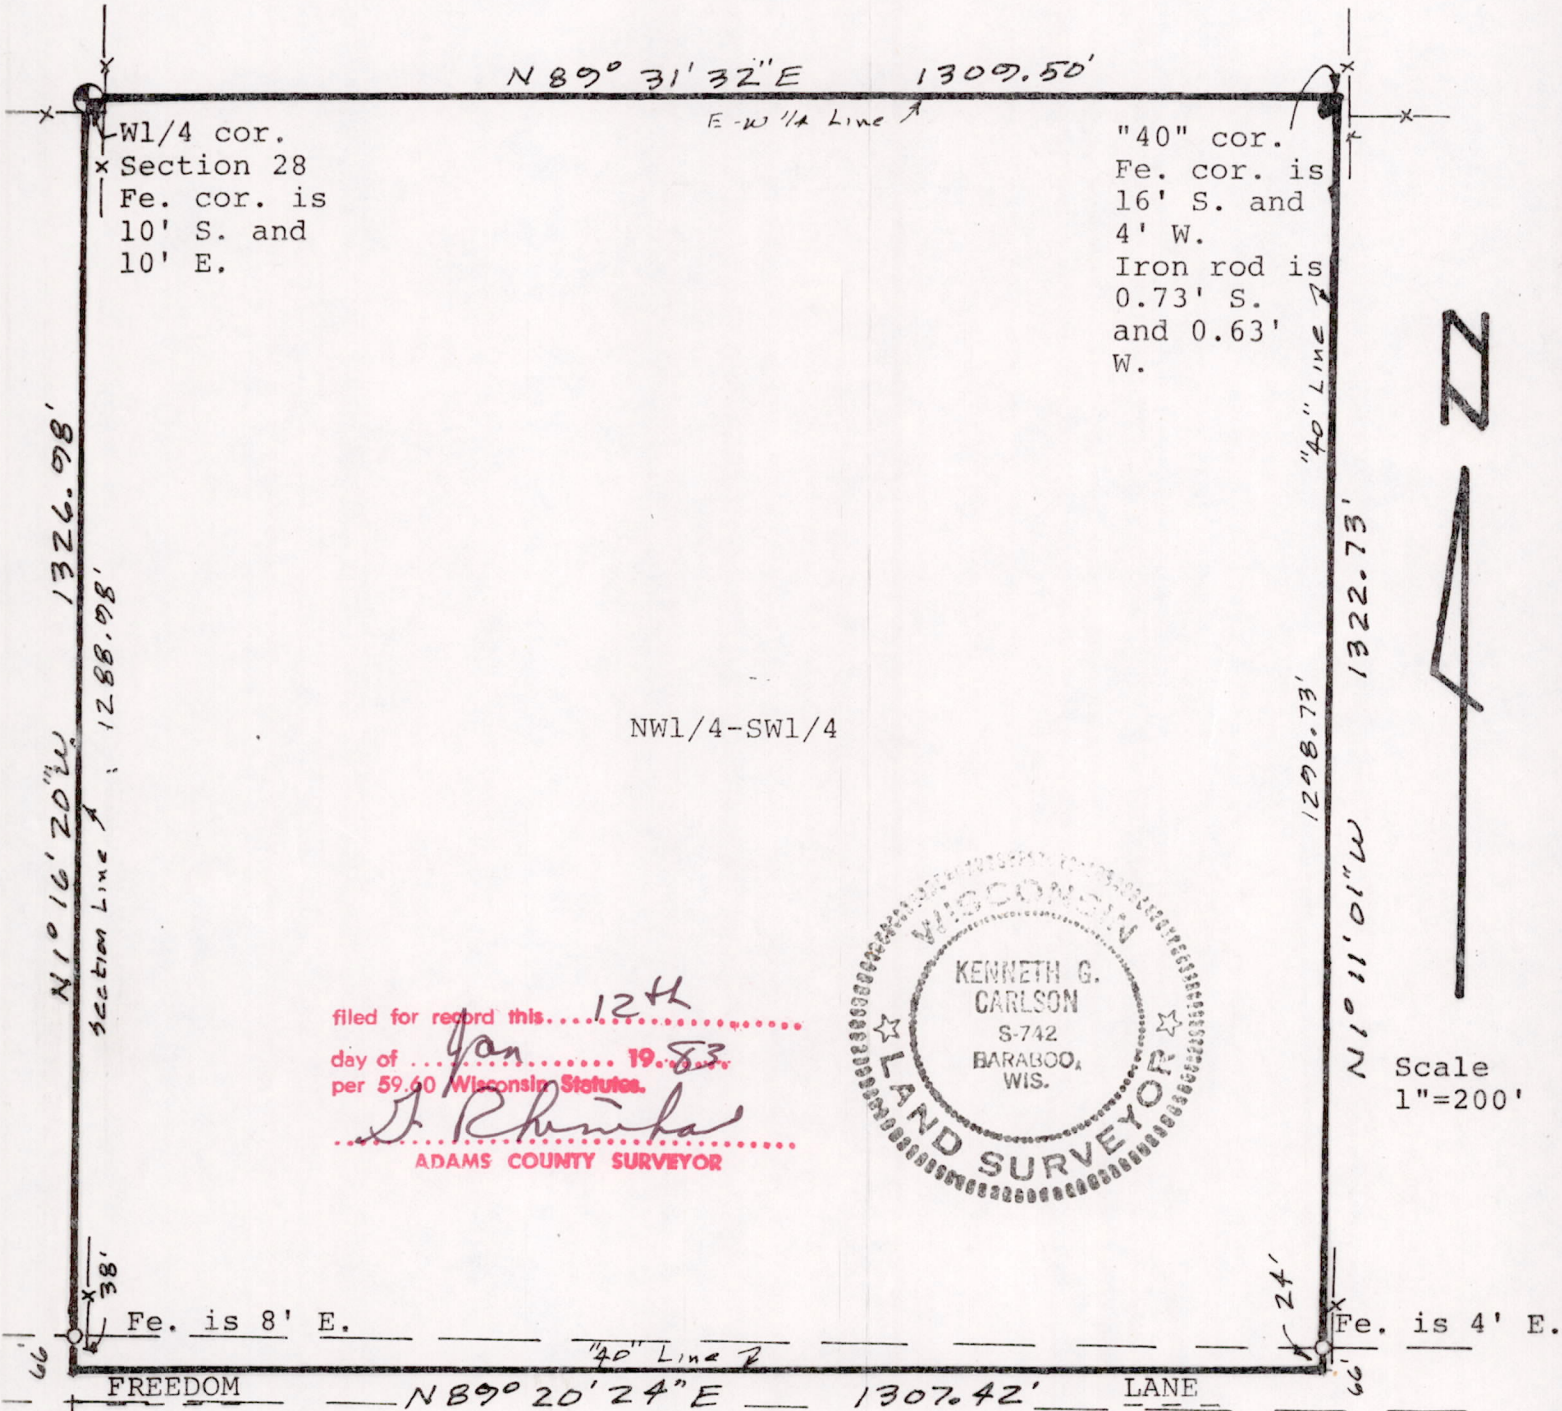 N 89° 31' 32" E 1309.50'
E-W 1/4 Line
W1/4 cor.
Section 28
Fe. cor. is
10' S. and
10' E.
"40" cor.
Fe. cor. is
16' S. and
4' W.
Iron rod is
0.73' S.
and 0.63'
W.
"40" Line
N
N 1° 16' 20" W 1326.98'
Section Line
1288.98'
NW1/4-SW1/4
1298.73'
N 1° 11' 01" W 1322.73'
Scale
1"=200'
filed for record this....12th
day of ....Jan....19.83
per 59.60 Wisconsin Statutes.
ADAMS COUNTY SURVEYOR
WISCONSIN
KENNETH G.
CARLSON
S-742
BARABOO,
WIS.
LAND SURVEYOR
38'
Fe. is 8' E.
24'
Fe. is 4' E.
66'
"40" Line
66'
FREEDOM LANE
N 89° 20' 24" E 1307.42'